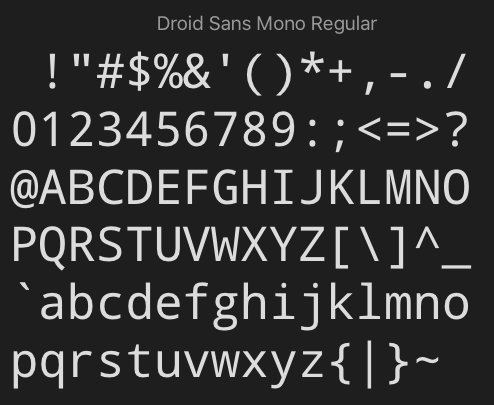 Droid Sans Mono Regular
!"#$%&'()*+,-./
0123456789:;<=>?
@ABCDEFGHIJKLMNO
PQRSTUVWXYZ[\]^_
`abcdefghijklmno
pqrstuvwxyz{|}~